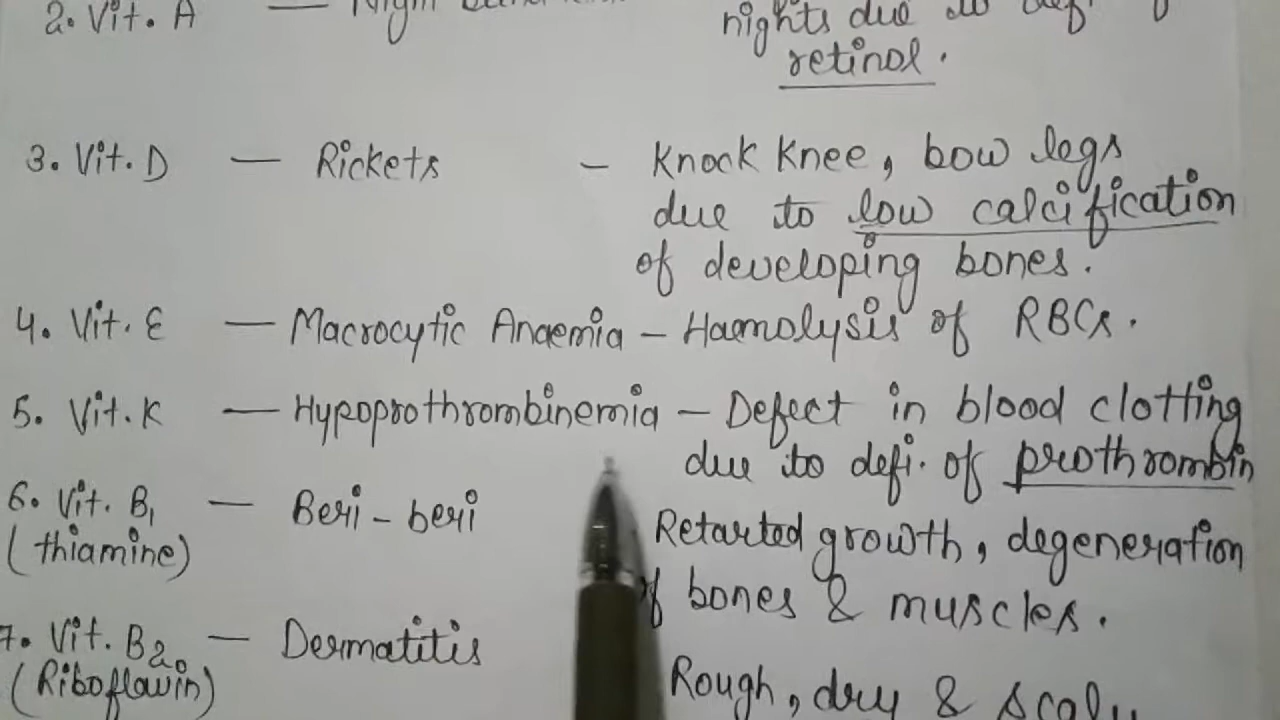 2. Vit. A — Night
nights due to def
retinol.
3. Vit. D — Rickets – Knock Knee, bow legs
due to low calcification
of developing bones.
4. Vit. E — Macrocytic Anaemia – Haemolysis of RBCs.
5. Vit. K — Hypoprothrombinemia – Defect in blood clotting
due to defi. of prothrombin
6. Vit. B1 — Beri - beri
(thiamine) Retarted growth, degeneration
of bones & muscles.
7. Vit. B2 — Dermatitis
(Riboflavin) Rough, dry & scaly